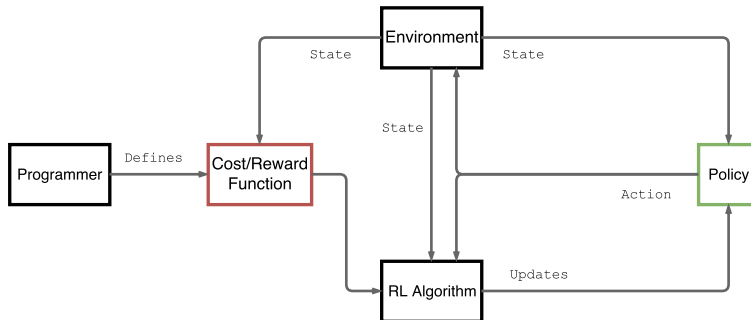 Environment
State
State
State
Programmer
Defines
Cost/Reward
Function
Policy
Action
RL Algorithm
Updates